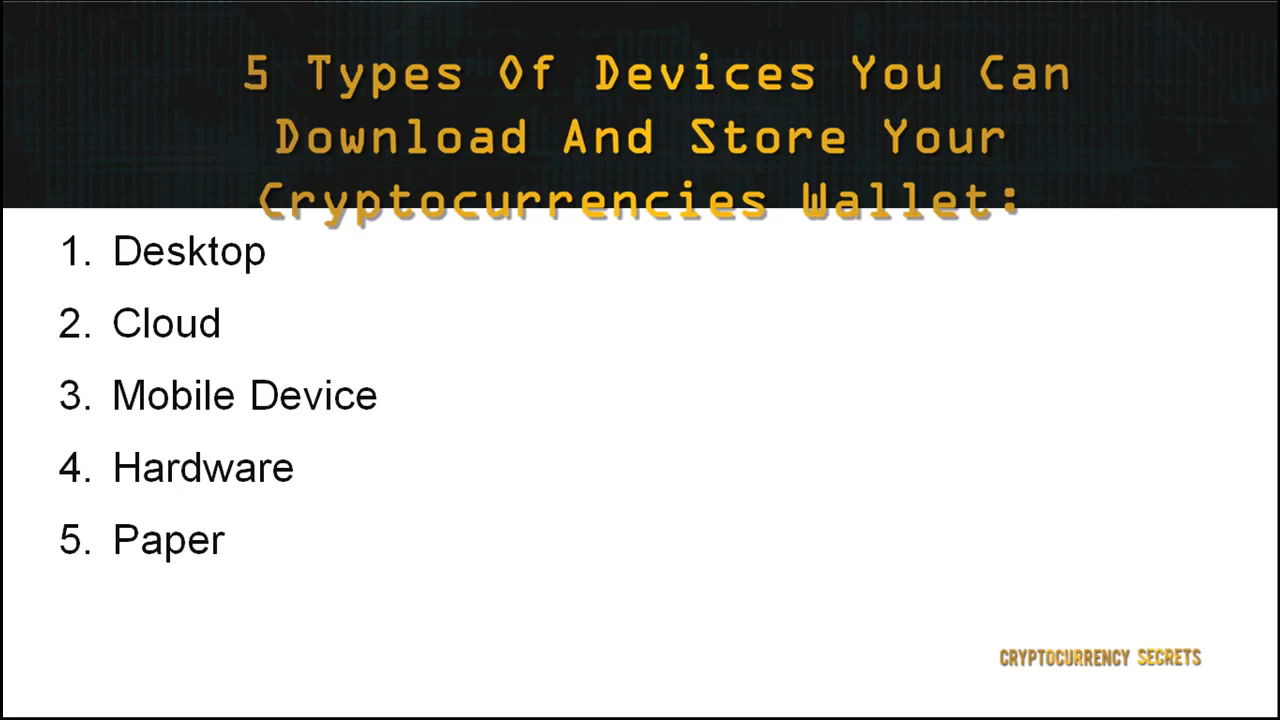 5 Types Of Devices You Can
Download And Store Your
Cryptocurrencies Wallet:
1. Desktop
2. Cloud
3. Mobile Device
4. Hardware
5. Paper
CRYPTOCURRENCY SECRETS